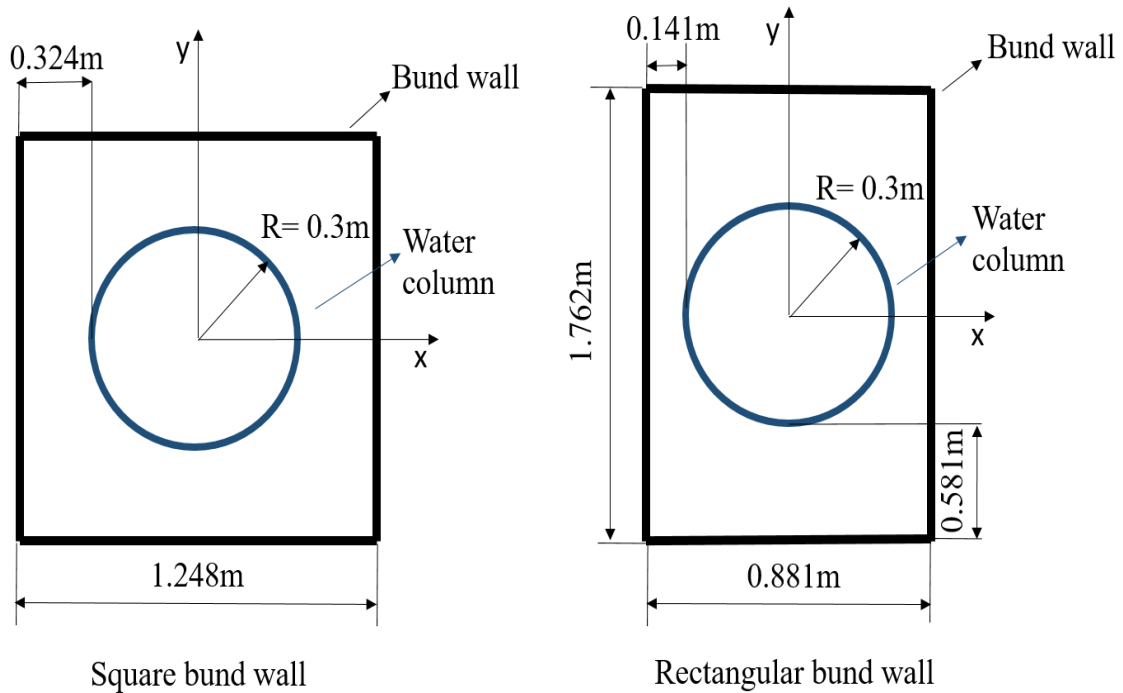 0.324m
y
Bund wall
R= 0.3m
Water
column
x
1.248m
Square bund wall
0.141m
y
Bund wall
R= 0.3m
Water
column
x
1.762m
0.581m
0.881m
Rectangular bund wall